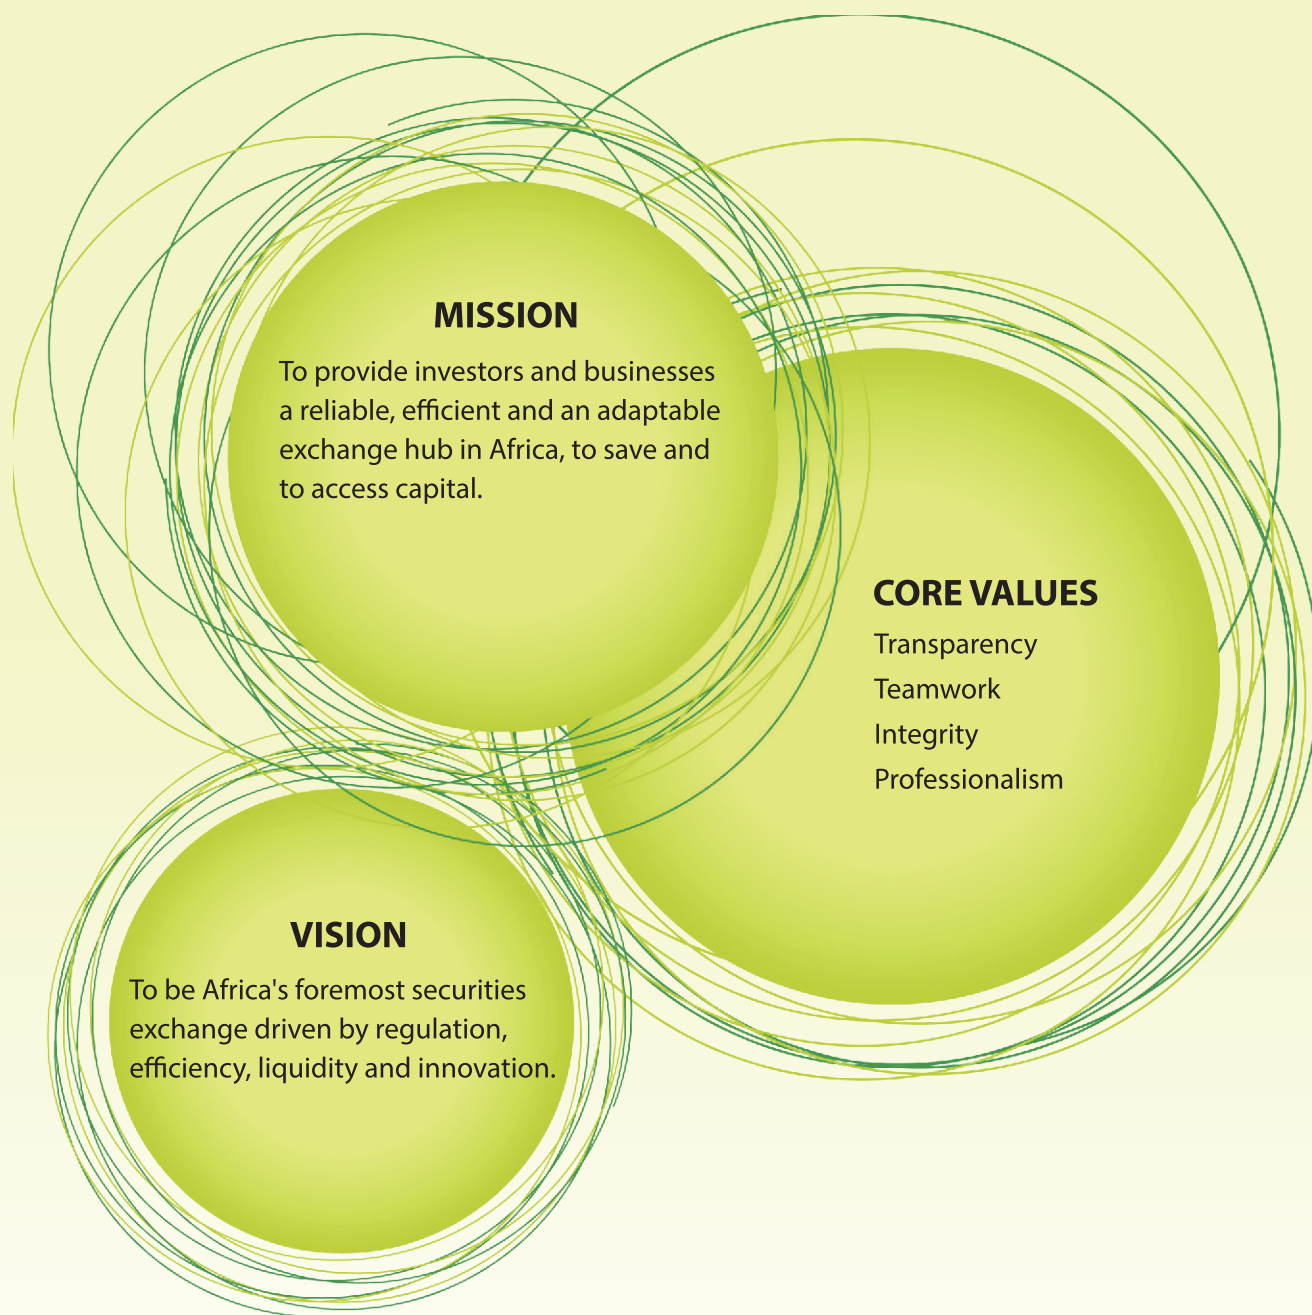 MISSION
To provide investors and businesses
a reliable, efficient and an adaptable
exchange hub in Africa, to save and
to access capital.
CORE VALUES
Transparency
Teamwork
Integrity
Professionalism
VISION
To be Africa's foremost securities
exchange driven by regulation,
efficiency, liquidity and innovation.